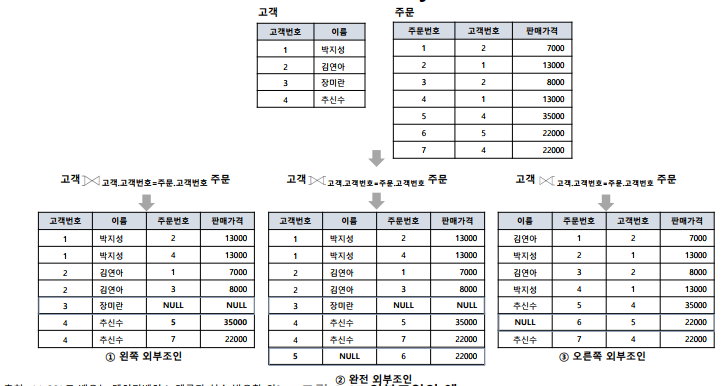 고객
고객번호 이름
1 박지성
2 김연아
3 장미란
4 추신수
주문
주문번호 고객번호 판매가격
1 2 7000
2 1 13000
3 2 8000
4 1 13000
5 4 35000
6 5 22000
7 4 22000
고객 고객.고객번호=주문.고객번호 주문
고객번호 이름 주문번호 판매가격
1 박지성 2 13000
1 박지성 4 13000
2 김연아 1 7000
2 김연아 3 8000
3 장미란 NULL NULL
4 추신수 5 35000
4 추신수 7 22000
① 왼쪽 외부조인
고객 고객.고객번호=주문.고객번호 주문
고객번호 이름 주문번호 판매가격
1 박지성 2 13000
1 박지성 4 13000
2 김연아 1 7000
2 김연아 3 8000
3 장미란 NULL NULL
4 추신수 5 35000
4 추신수 7 22000
5 NULL 6 22000
② 완전 외부조인
고객 고객.고객번호=주문.고객번호 주문
이름 주문번호 고객번호 판매가격
김연아 1 2 7000
박지성 2 1 13000
김연아 3 2 8000
박지성 4 1 13000
추신수 5 4 35000
NULL 6 5 22000
추신수 7 4 22000
③ 오른쪽 외부조인